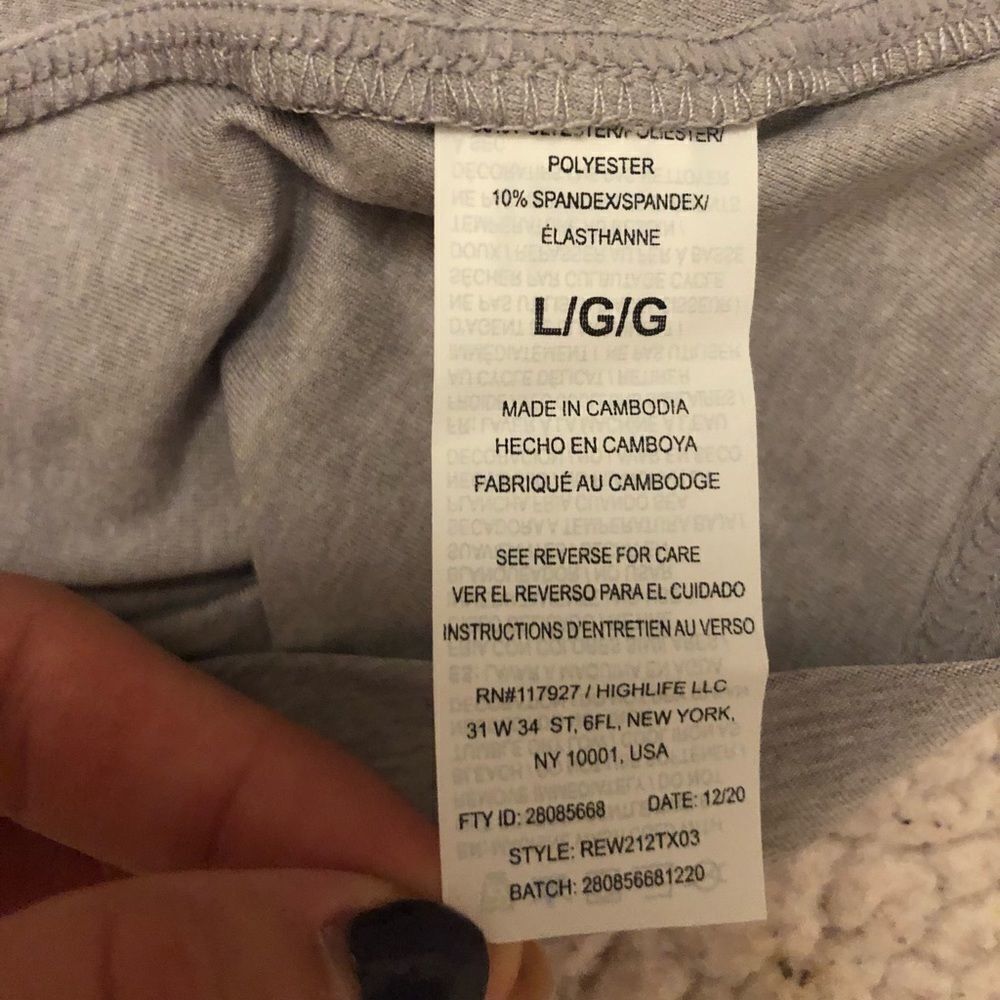 POLIESTER/
POLYESTER
10% SPANDEX/SPANDEX/
ÉLASTHANNE
L/G/G
MADE IN CAMBODIA
HECHO EN CAMBOYA
FABRIQUÉ AU CAMBODGE
SEE REVERSE FOR CARE
VER EL REVERSO PARA EL CUIDADO
INSTRUCTIONS D'ENTRETIEN AU VERSO
RN#117927 / HIGHLIFE LLC
31 W 34 ST, 6FL, NEW YORK,
NY 10001, USA
FTY ID: 28085668 DATE: 12/20
STYLE: REW212TX03
BATCH: 280856681220